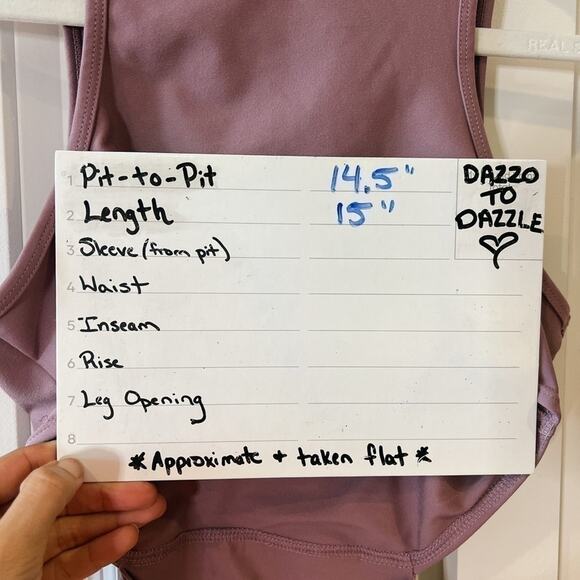 1 Pit-to-Pit 14.5"
2 Length 15"
3 Sleeve (from pit)
4 Waist
5 Inseam
6 Rise
7 Leg Opening
8
*Approximate + taken flat*
DAZZO
TO
DAZZLE
REAL